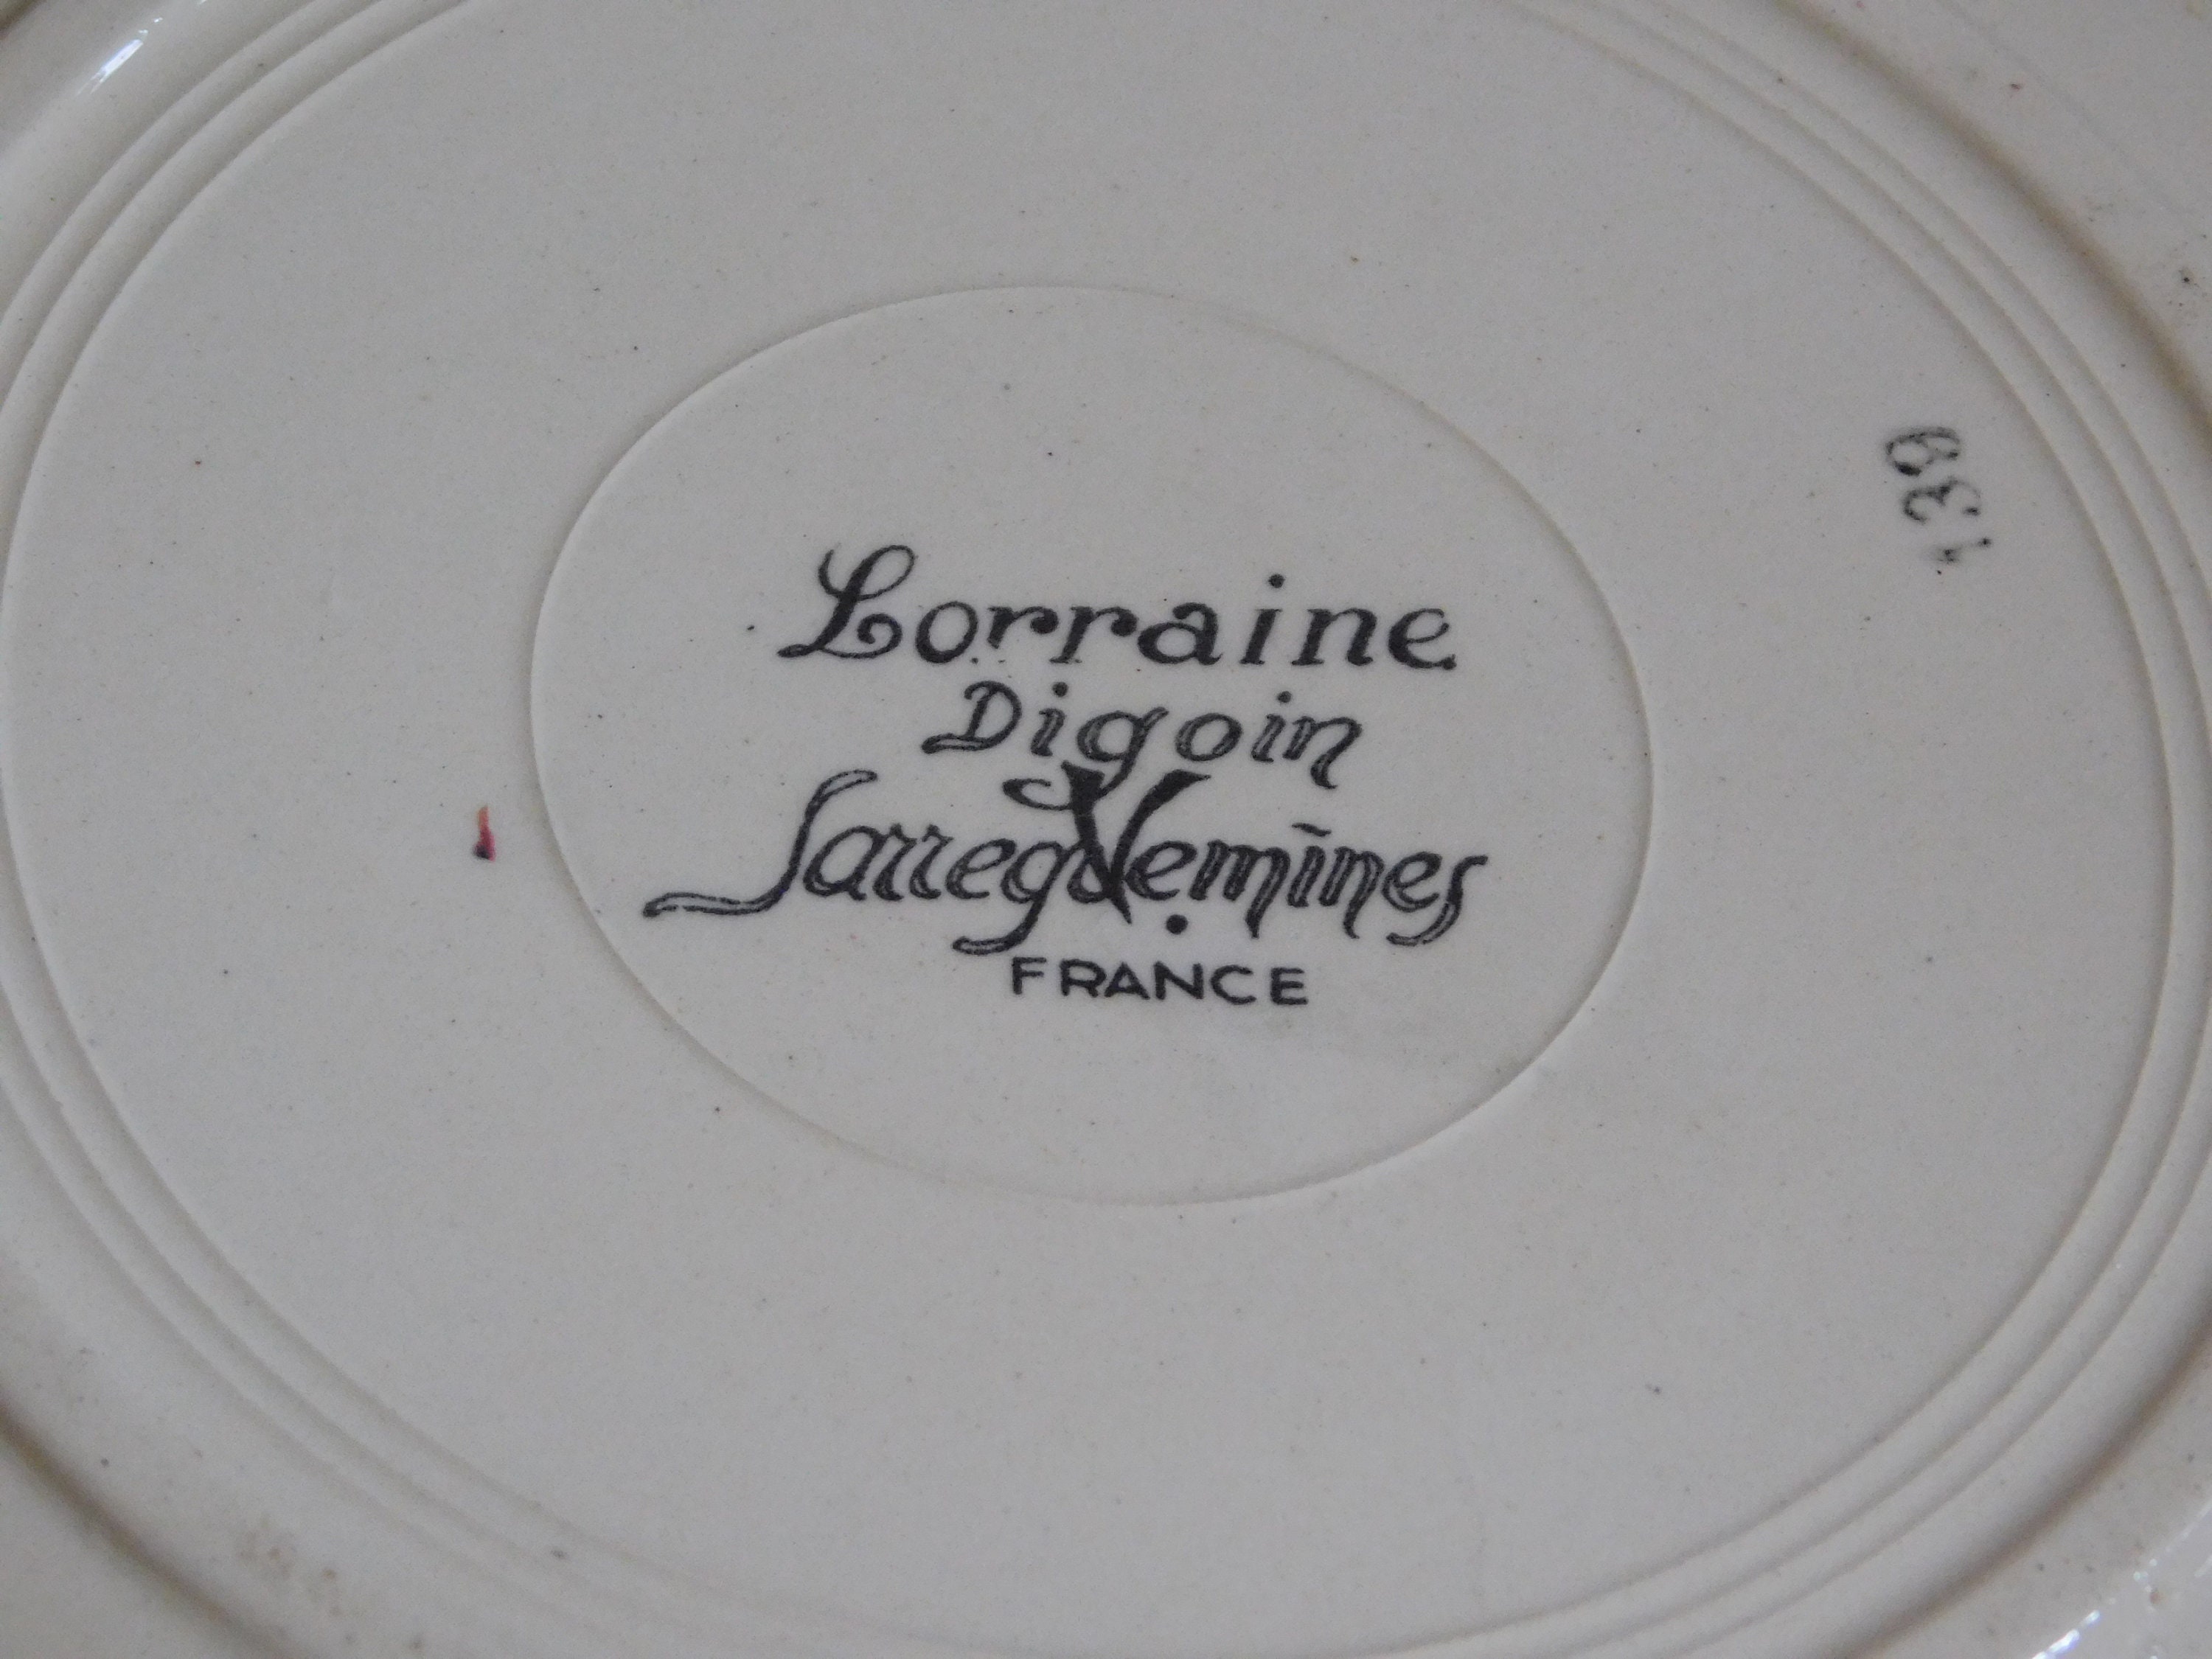 Lorraine
Digoin
V
Sarreguemines
FRANCE
139